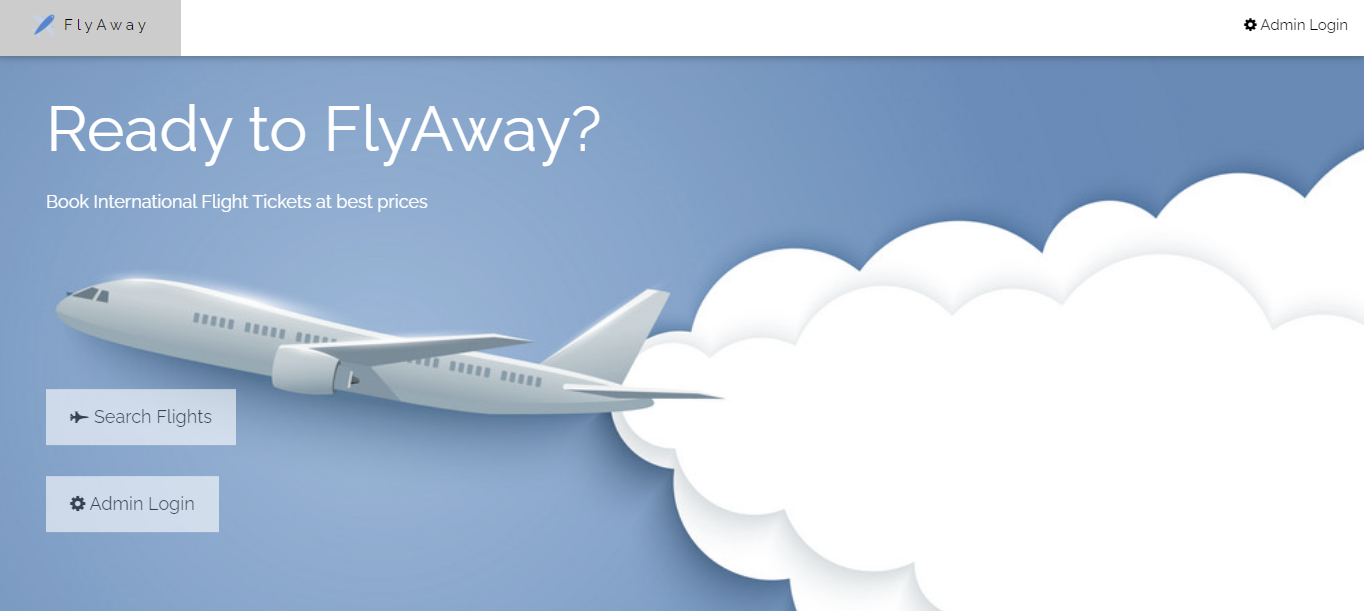 FlyAway
Admin Login
Ready to FlyAway?
Book International Flight Tickets at best prices
Search Flights
Admin Login